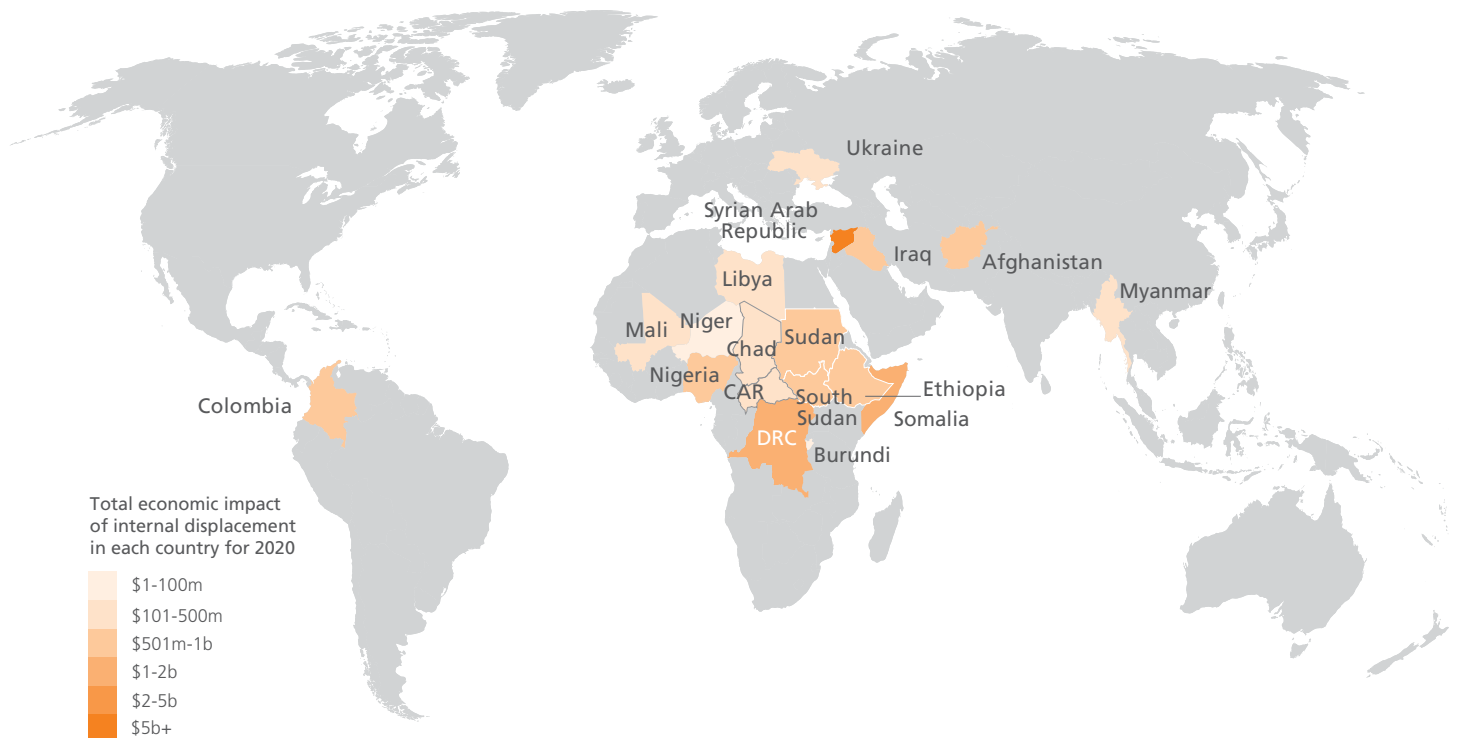 Ukraine
Syrian Arab
Republic
Iraq
Afghanistan
Libya
Myanmar
Mali
Niger
Sudan
Chad
Nigeria
CAR
South
Sudan
Ethiopia
Colombia
Somalia
DRC
Burundi
Total economic impact
of internal displacement
in each country for 2020
$1-100m
$101-500m
$501m-1b
$1-2b
$2-5b
$5b+